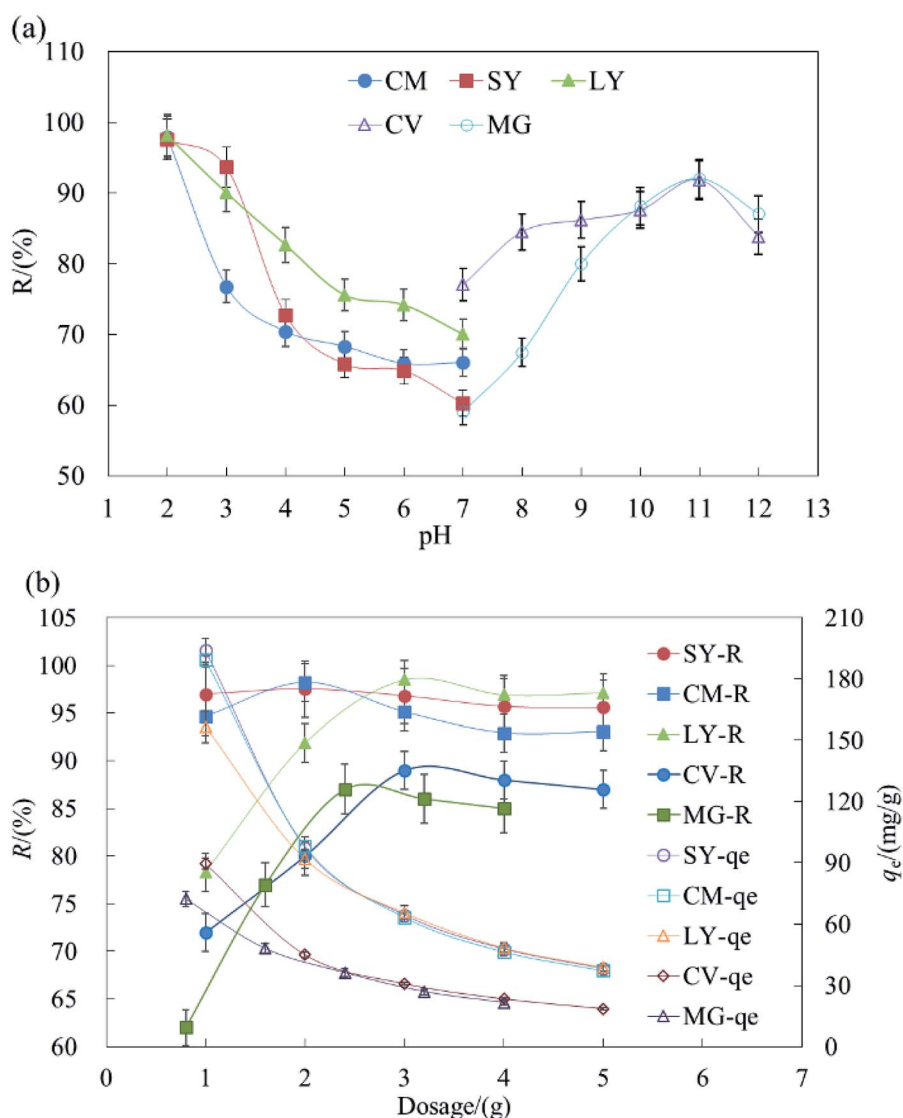 (a)
110
100
90
80
70
60
50
R/(%)
CM SY LY
CV MG
1 2 3 4 5 6 7 8 9 10 11 12 13
pH
(b)
105
100
95
90
85
80
75
70
65
60
R/(%)
210
180
150
120
90
60
30
0
qe/(mg/g)
SY-R
CM-R
LY-R
CV-R
MG-R
SY-qe
CM-qe
LY-qe
CV-qe
MG-qe
0 1 2 3 4 5 6 7
Dosage/(g)